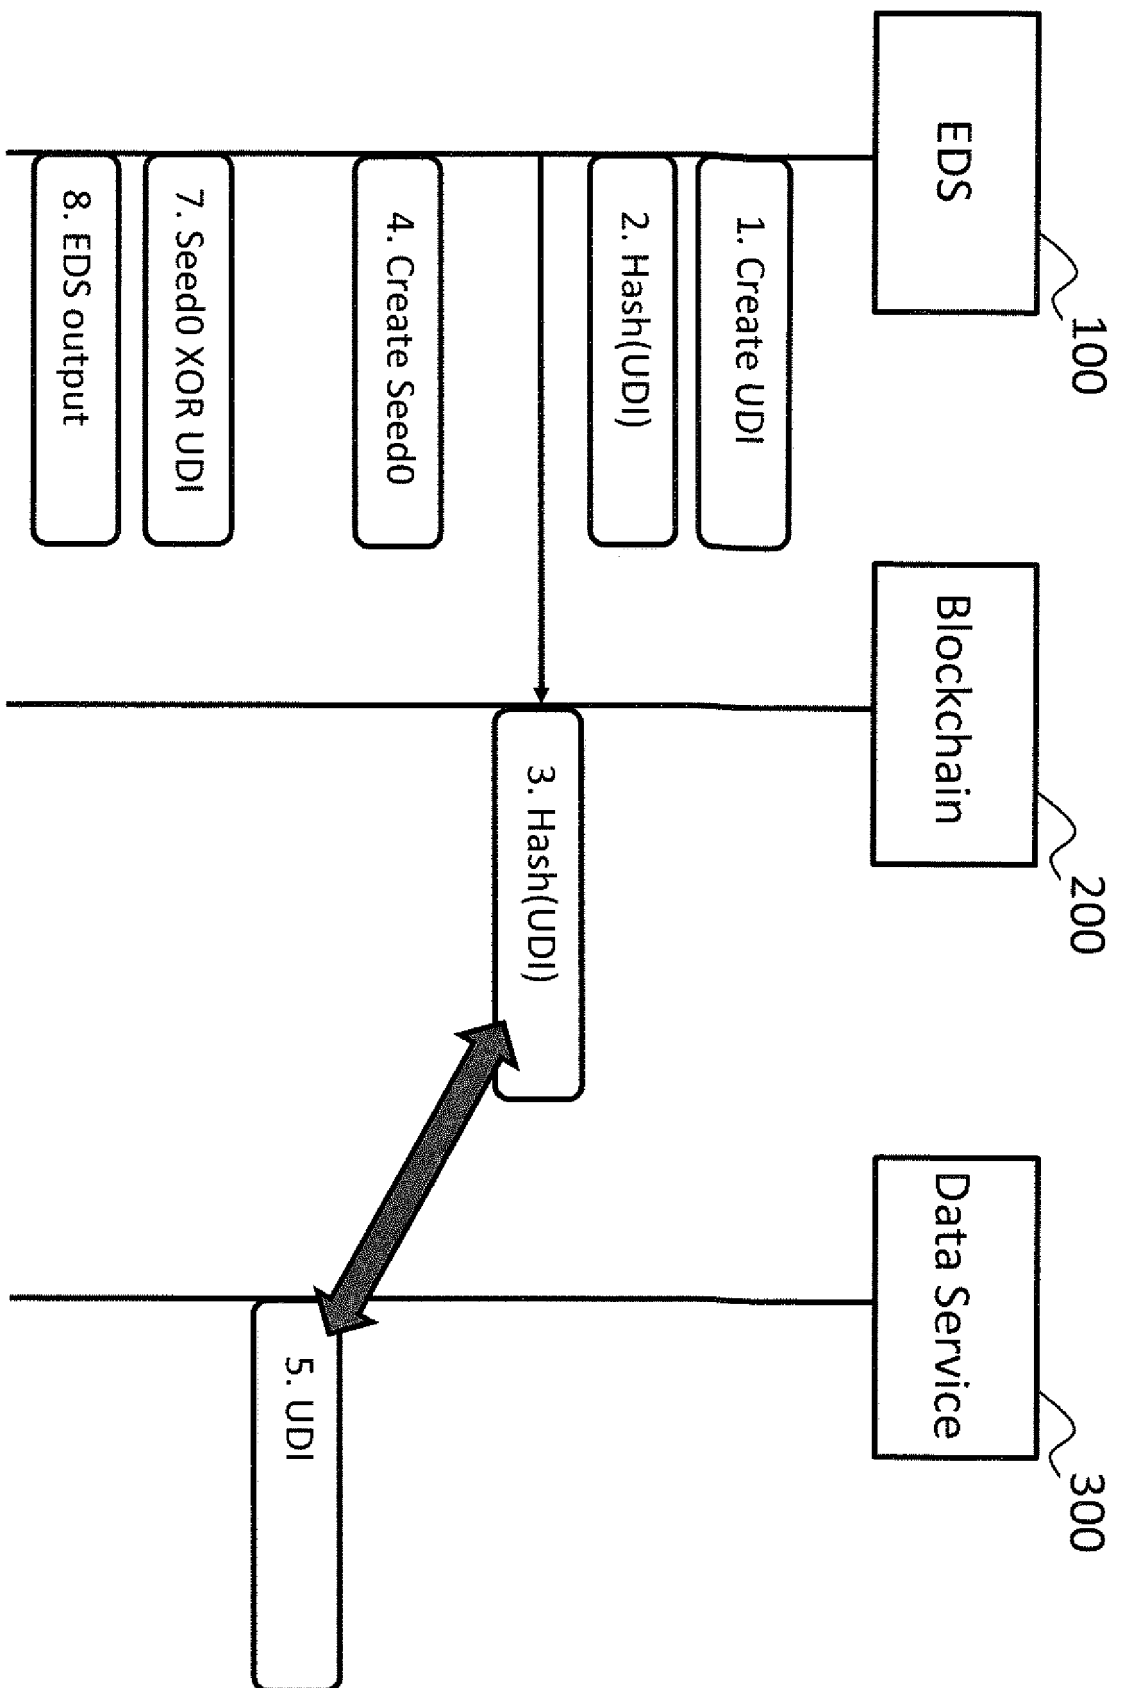 EDS
100
Blockchain
200
Data Service
300
1. Create UDI
2. Hash(UDI)
3. Hash(UDI)
4. Create Seed0
5. UDI
7. Seed0 XOR UDI
8. EDS output